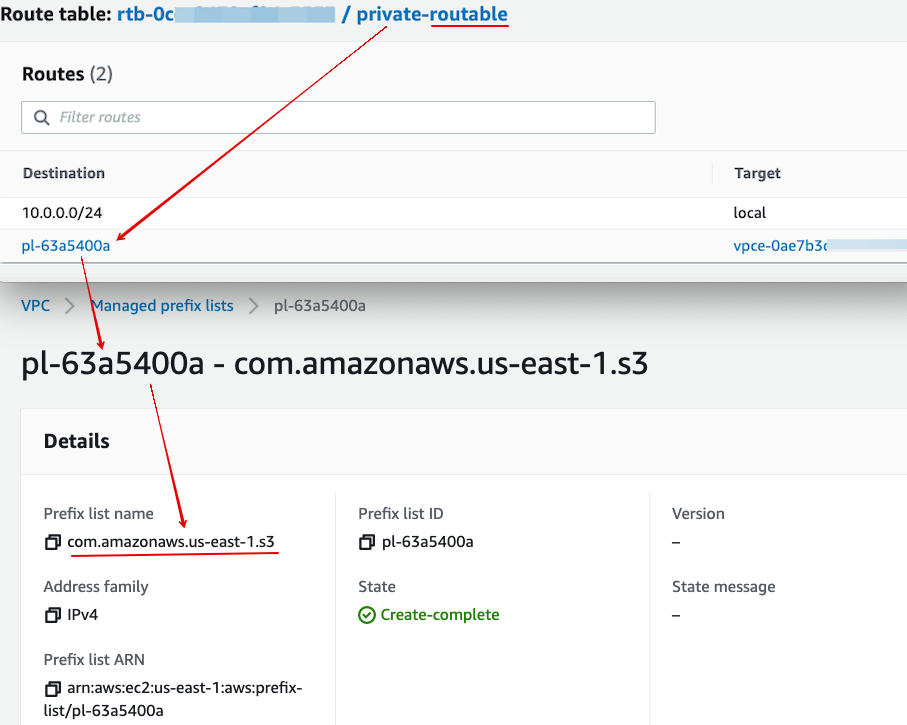 Route table: rtb-0c / private-routable
Routes (2)
Filter routes
Destination Target
10.0.0.0/24 local
pl-63a5400a vpce-0ae7b3c
VPC > Managed prefix lists > pl-63a5400a
pl-63a5400a - com.amazonaws.us-east-1.s3
Details
Prefix list name Prefix list ID Version
com.amazonaws.us-east-1.s3 pl-63a5400a –
Address family State State message
IPv4 Create-complete –
Prefix list ARN
arn:aws:ec2:us-east-1:aws:prefix-
list/pl-63a5400a